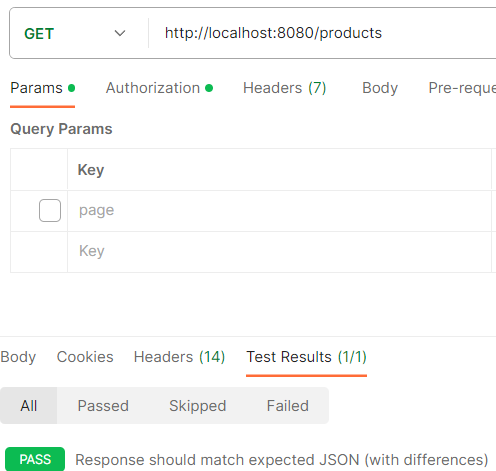 GET http://localhost:8080/products
Params Authorization Headers (7) Body Pre-reque
Query Params
Key
page
Key
Body Cookies Headers (14) Test Results (1/1)
All Passed Skipped Failed
PASS Response should match expected JSON (with differences)